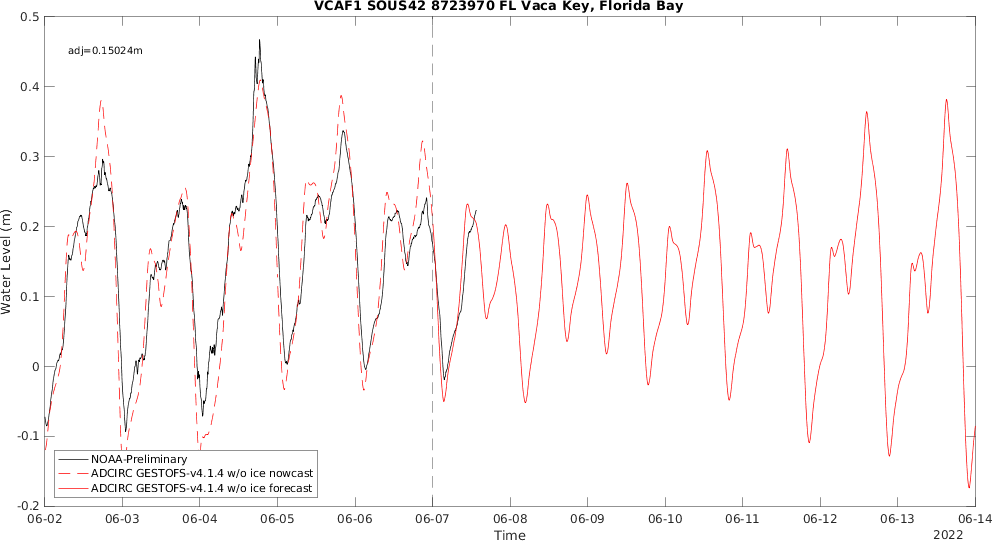 VCAF1 SOUS42 8723970 FL Vaca Key, Florida Bay
adj=0.15024m
0.5
0.4
0.3
0.2
0.1
0
-0.1
-0.2
Water Level (m)
NOAA-Preliminary
ADCIRC GESTOFS-v4.1.4 w/o ice nowcast
ADCIRC GESTOFS-v4.1.4 w/o ice forecast
06-02 06-03 06-04 06-05 06-06 06-07 06-08 06-09 06-10 06-11 06-12 06-13 06-14
Time
2022